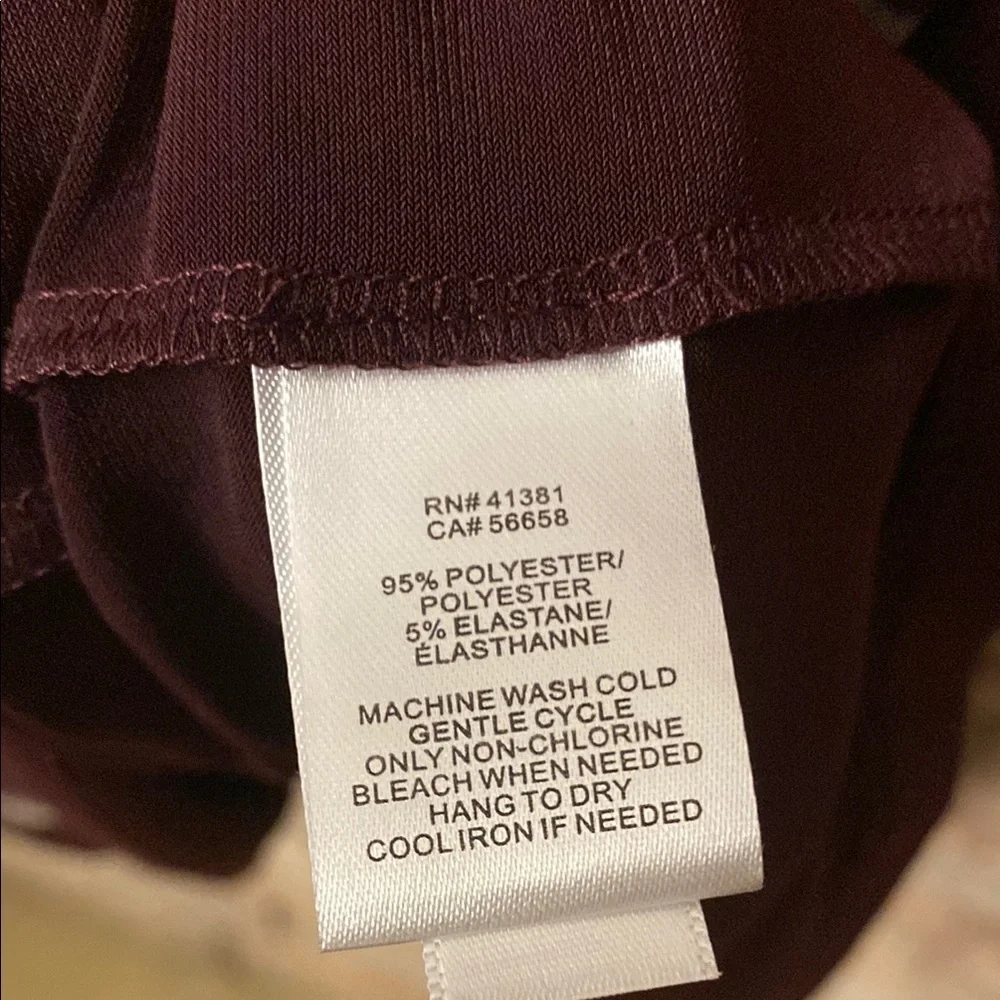 RN# 41381
CA# 56658
95% POLYESTER/
POLYESTER
5% ELASTANE/
ÉLASTHANNE
MACHINE WASH COLD
GENTLE CYCLE
ONLY NON-CHLORINE
BLEACH WHEN NEEDED
HANG TO DRY
COOL IRON IF NEEDED